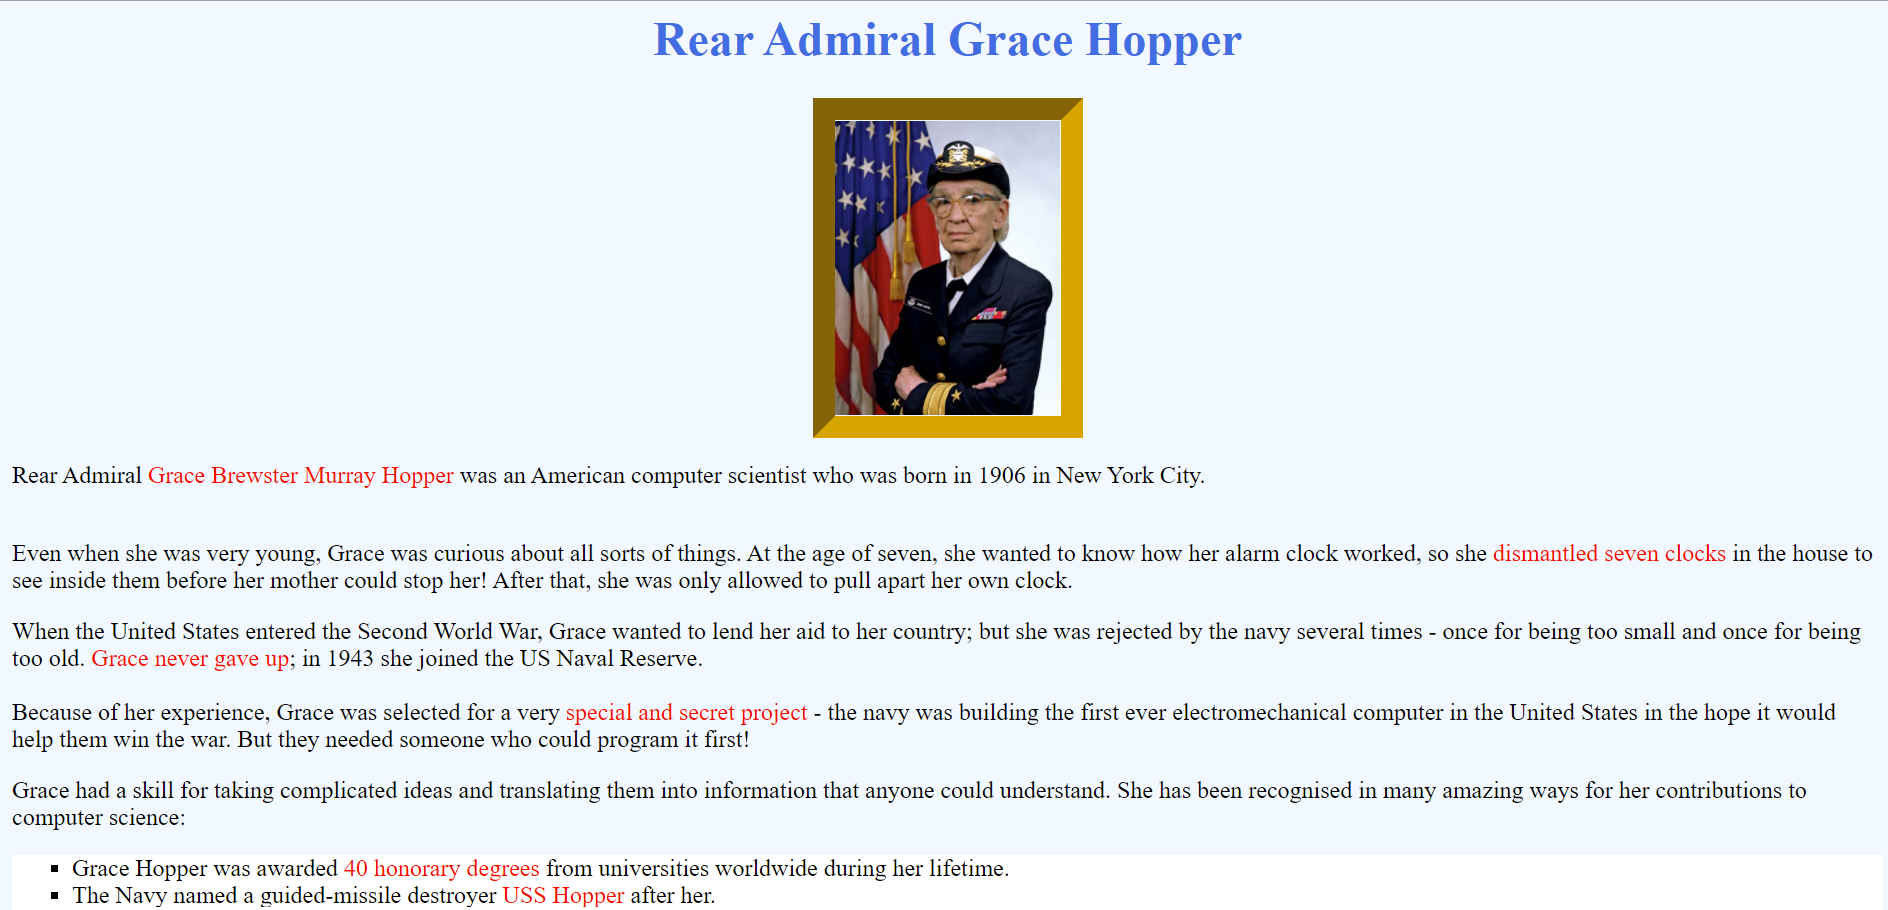 Rear Admiral Grace Hopper
Rear Admiral Grace Brewster Murray Hopper was an American computer scientist who was born in 1906 in New York City.
Even when she was very young, Grace was curious about all sorts of things. At the age of seven, she wanted to know how her alarm clock worked, so she dismantled seven clocks in the house to
see inside them before her mother could stop her! After that, she was only allowed to pull apart her own clock.
When the United States entered the Second World War, Grace wanted to lend her aid to her country; but she was rejected by the navy several times - once for being too small and once for being
too old. Grace never gave up; in 1943 she joined the US Naval Reserve.
Because of her experience, Grace was selected for a very special and secret project - the navy was building the first ever electromechanical computer in the United States in the hope it would
help them win the war. But they needed someone who could program it first!
Grace had a skill for taking complicated ideas and translating them into information that anyone could understand. She has been recognised in many amazing ways for her contributions to
computer science:
Grace Hopper was awarded 40 honorary degrees from universities worldwide during her lifetime.
The Navy named a guided-missile destroyer USS Hopper after her.